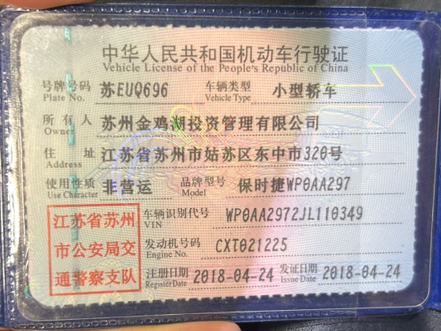 中华人民共和国机动车行驶证
Vehicle License of the People's Republic of China
号牌号码 苏EUQ696 车辆类型 小型轿车
Plate No. Vehicle Type
所有人 苏州金鸡湖投资管理有限公司
Owner
住址 江苏省苏州市姑苏区东中市320号
Address
使用性质 非营运 品牌型号 保时捷WP0AA297
Use Character Model
江苏省苏州
市公安局交
通警察支队
车辆识别代号 WP0AA2972JL110349
VIN
发动机号码 CXT021225
Engine No.
注册日期 2018-04-24 发证日期 2018-04-24
Register Date Issue Date